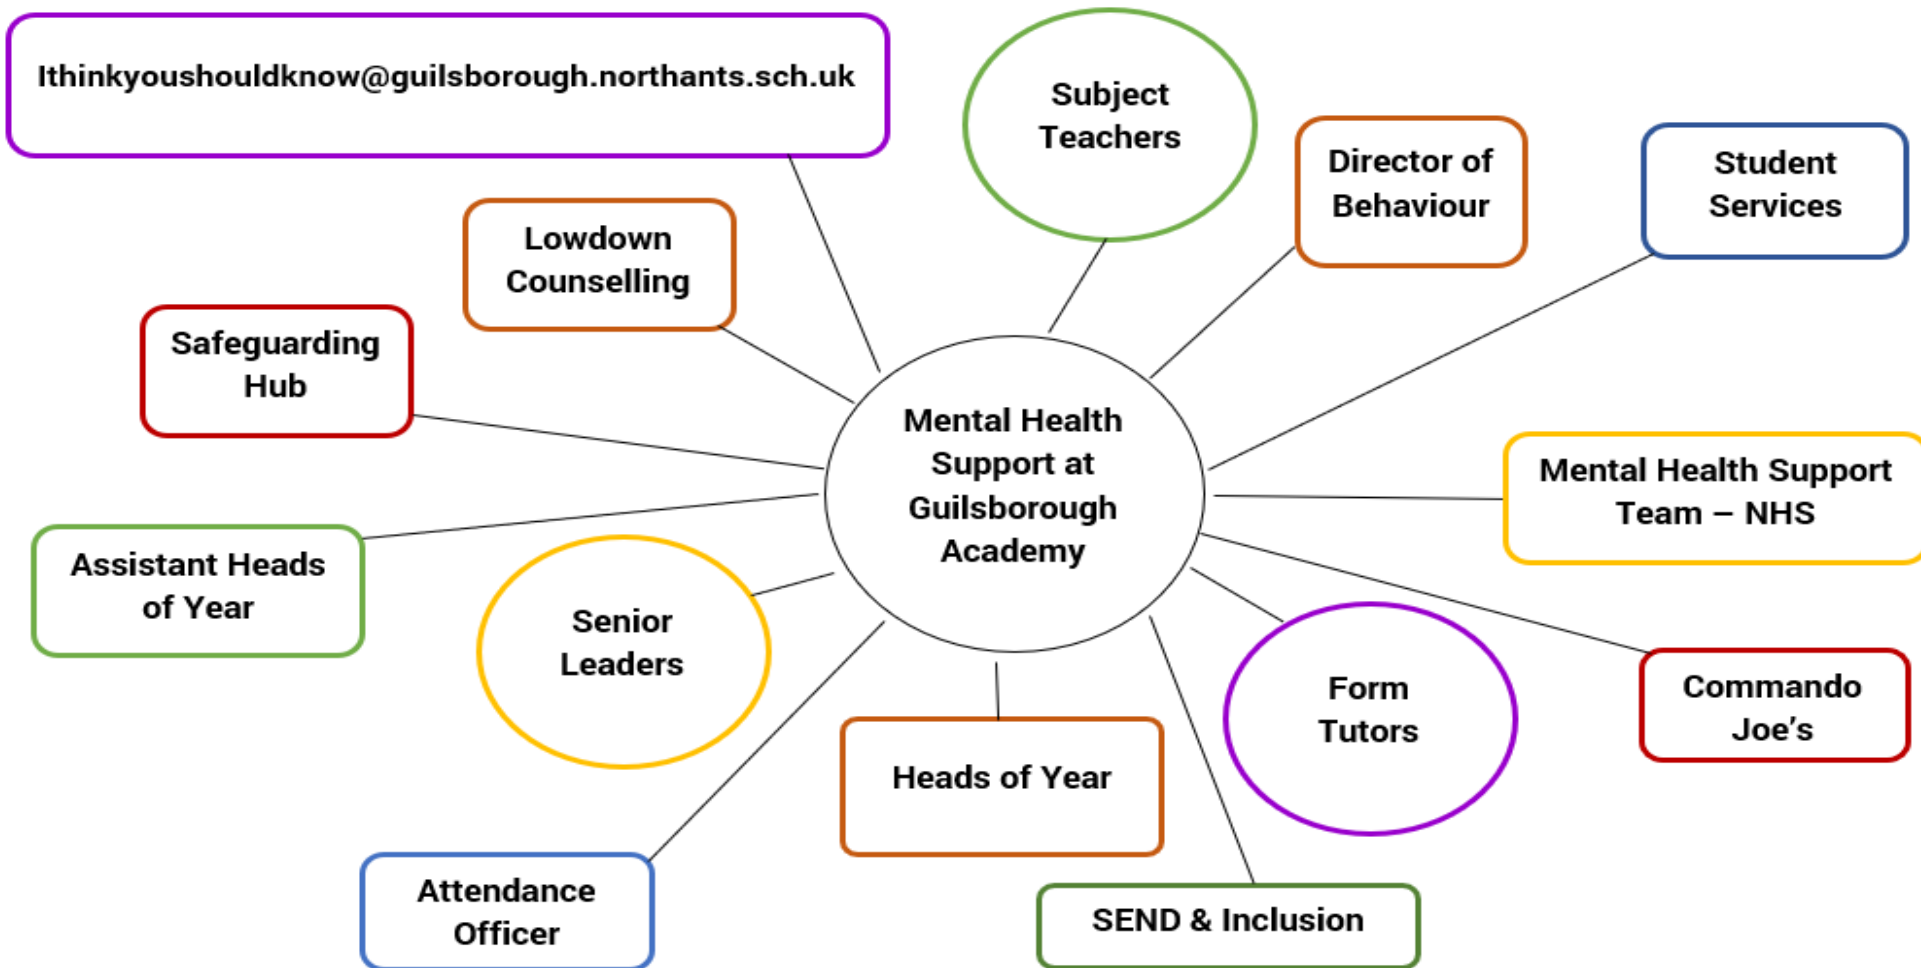 Ithinkyoushouldknow@guilsborough.northants.sch.uk
Subject
Teachers
Director of
Behaviour
Student
Services
Lowdown
Counselling
Safeguarding
Hub
Mental Health
Support at
Guilsborough
Academy
Mental Health Support
Team – NHS
Assistant Heads
of Year
Senior
Leaders
Form
Tutors
Commando
Joe's
Heads of Year
Attendance
Officer
SEND & Inclusion